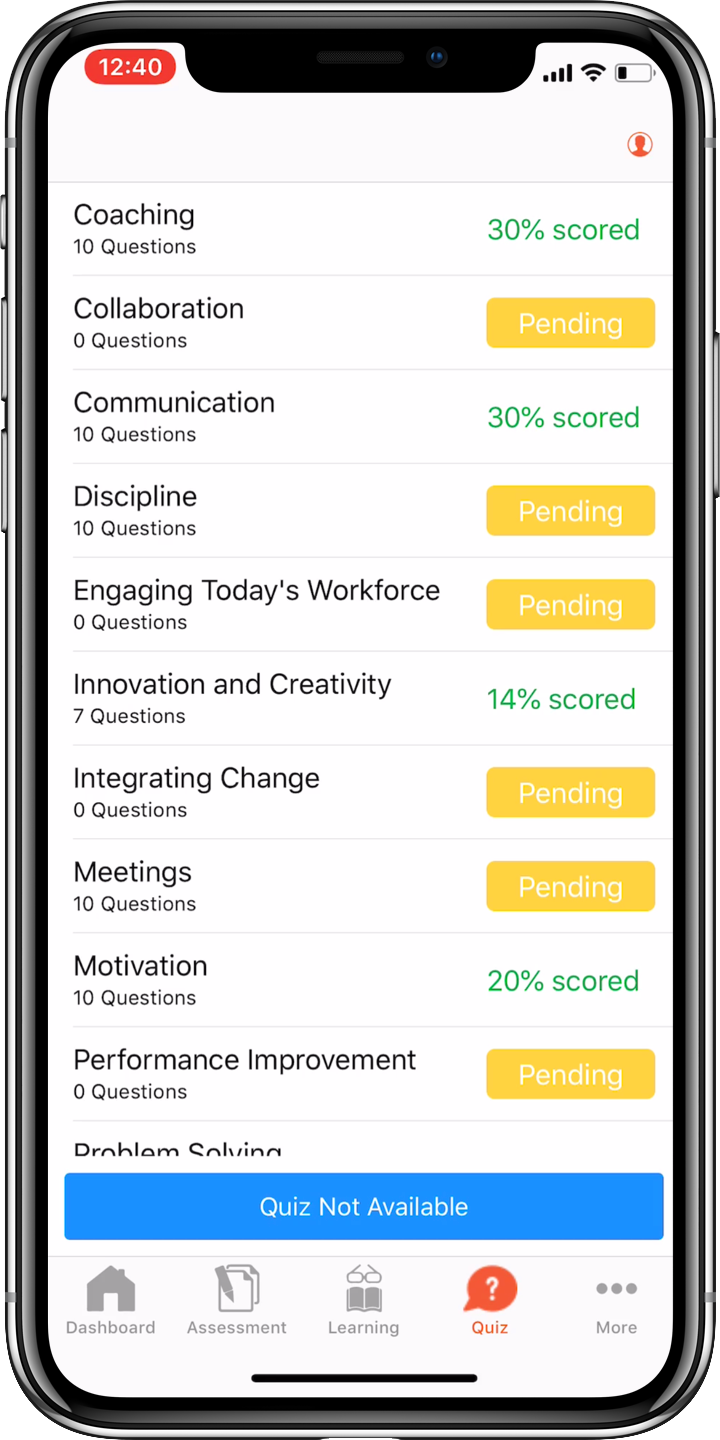 12:40
Coaching
10 Questions
30% scored
Collaboration
0 Questions
Pending
Communication
10 Questions
30% scored
Discipline
10 Questions
Pending
Engaging Today's Workforce
0 Questions
Pending
Innovation and Creativity
7 Questions
14% scored
Integrating Change
0 Questions
Pending
Meetings
10 Questions
Pending
Motivation
10 Questions
20% scored
Performance Improvement
0 Questions
Pending
Problem Solving
Quiz Not Available
Dashboard
Assessment
Learning
Quiz
More